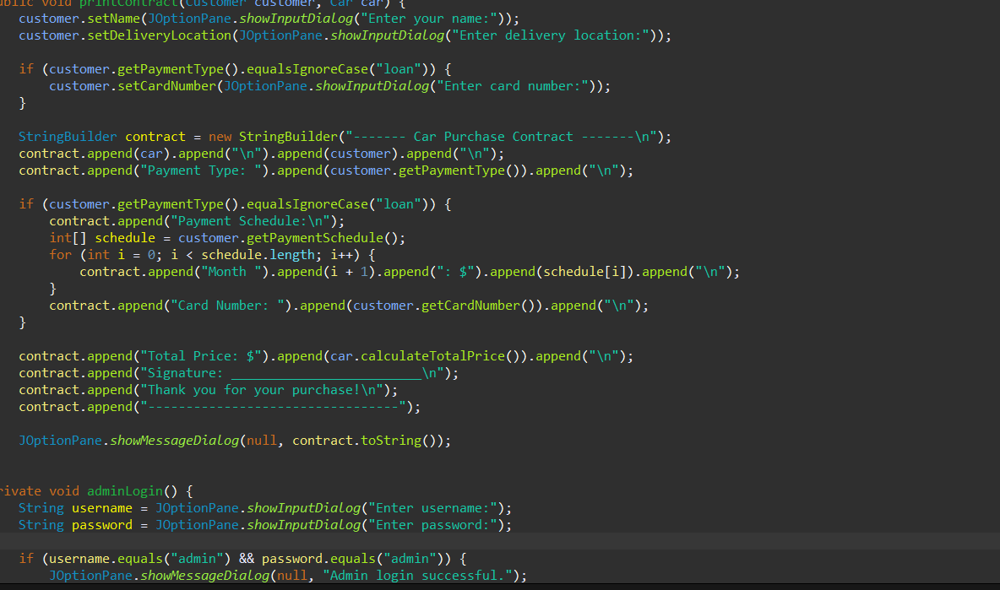 ublic void printContract(Customer customer, Car car) {
customer.setName(JOptionPane.showInputDialog("Enter your name:"));
customer.setDeliveryLocation(JOptionPane.showInputDialog("Enter delivery location:"));
if (customer.getPaymentType().equalsIgnoreCase("loan")) {
customer.setCardNumber(JOptionPane.showInputDialog("Enter card number:"));
}
StringBuilder contract = new StringBuilder("------- Car Purchase Contract -------\n");
contract.append(car).append("\n").append(customer).append("\n");
contract.append("Payment Type: ").append(customer.getPaymentType()).append("\n");
if (customer.getPaymentType().equalsIgnoreCase("loan")) {
contract.append("Payment Schedule:\n");
int[] schedule = customer.getPaymentSchedule();
for (int i = 0; i < schedule.length; i++) {
contract.append("Month ").append(i + 1).append(": $").append(schedule[i]).append("\n");
}
contract.append("Card Number: ").append(customer.getCardNumber()).append("\n");
}
contract.append("Total Price: $").append(car.calculateTotalPrice()).append("\n");
contract.append("Signature: _________________________\n");
contract.append("Thank you for your purchase!\n");
contract.append("---------------------------------");
JOptionPane.showMessageDialog(null, contract.toString());
rivate void adminLogin() {
String username = JOptionPane.showInputDialog("Enter username:");
String password = JOptionPane.showInputDialog("Enter password:");
if (username.equals("admin") && password.equals("admin")) {
JOptionPane.showMessageDialog(null, "Admin login successful.");